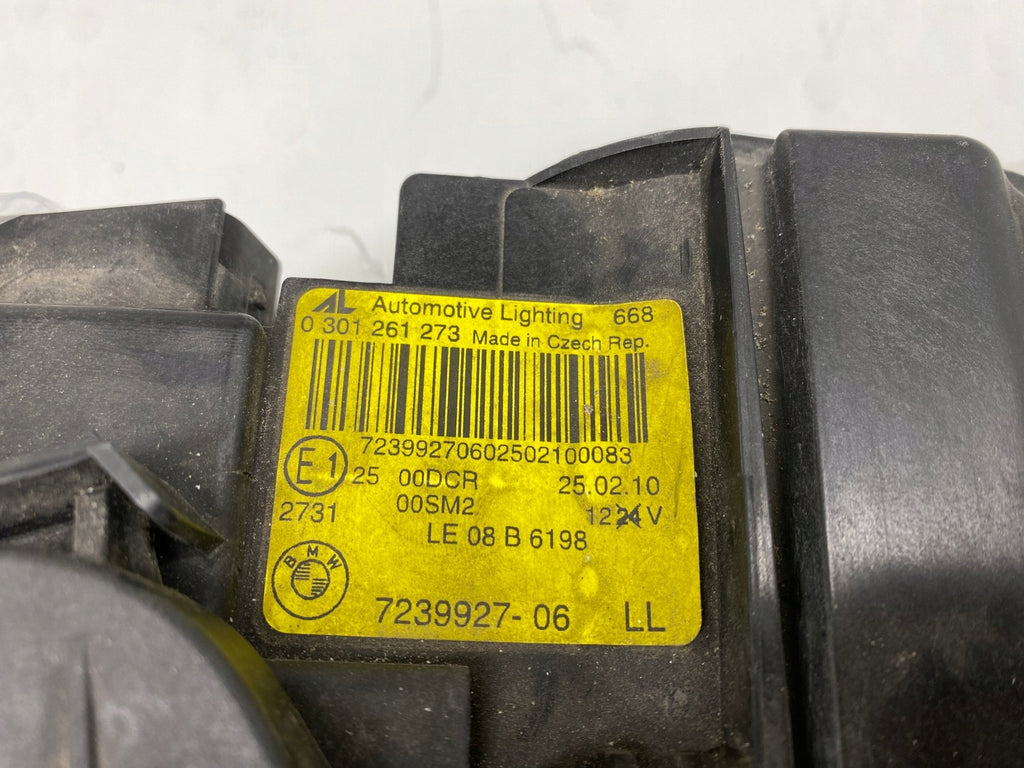 AL Automotive Lighting 668
0 301 261 273 Made in Czech Rep.
72399270602502100083
E1 25 00DCR 25.02.10
2731 00SM2 12 24 V
LE 08 B 6198
BMW
7239927-06 LL